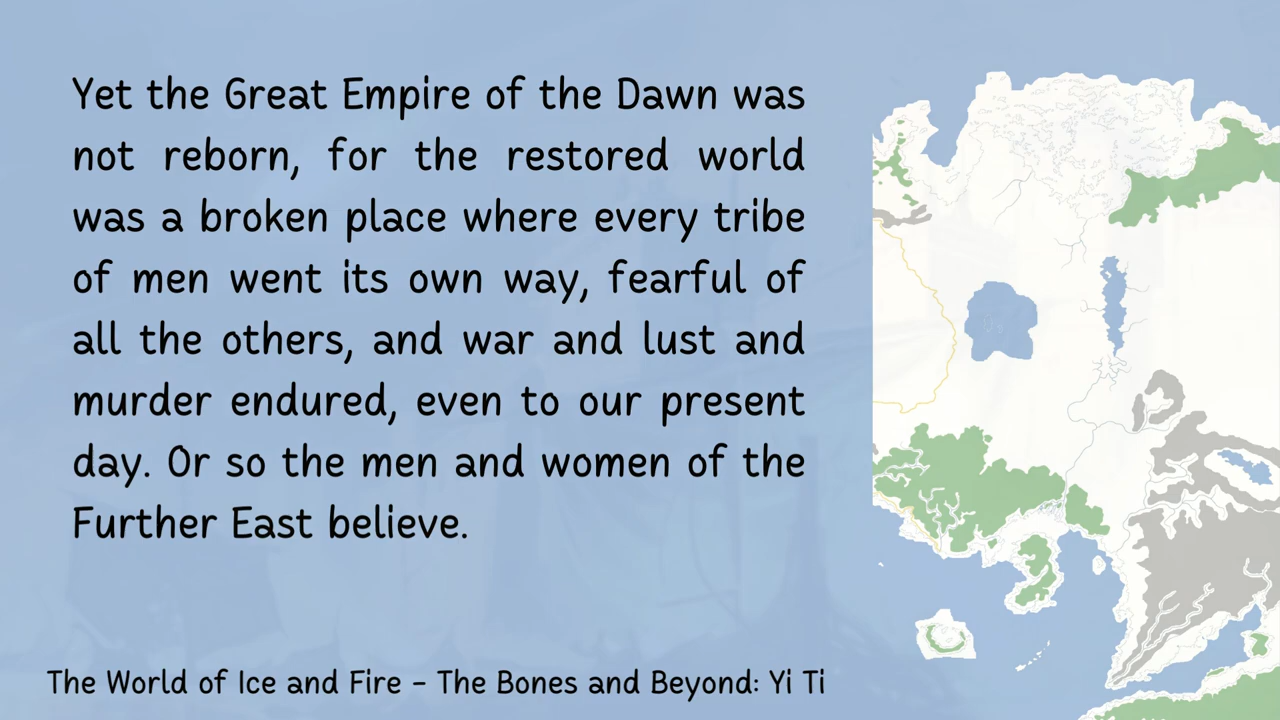 Yet the Great Empire of the Dawn was
not reborn, for the restored world
was a broken place where every tribe
of men went its own way, fearful of
all the others, and war and lust and
murder endured, even to our present
day. Or so the men and women of the
Further East believe.
The World of Ice and Fire - The Bones and Beyond: Yi Ti